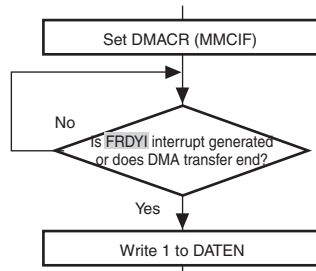 Set DMACR (MMCIF)
No
Is FRDYI interrupt generated
or does DMA transfer end?
Yes
Write 1 to DATEN